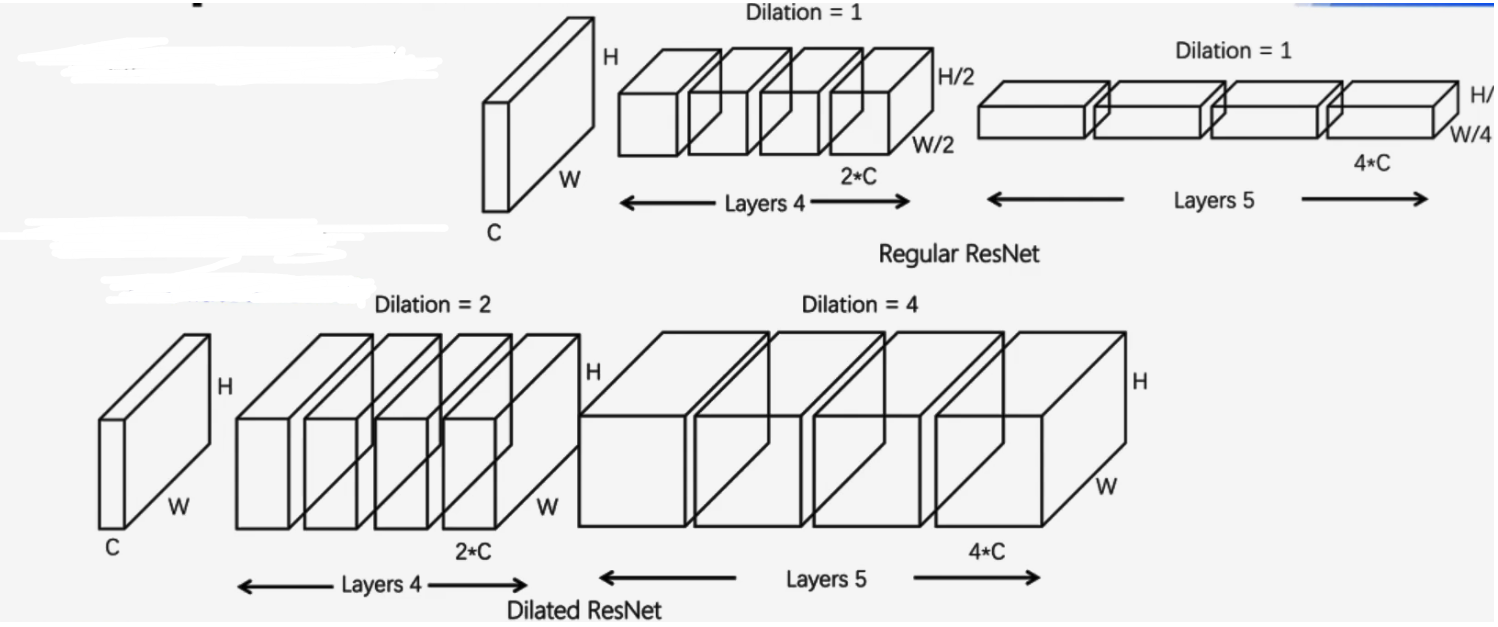 Dilation = 1
H
H/2
W/2
W
2*C
Layers 4
C
Dilation = 1
H/
W/4
4*C
Layers 5
Regular ResNet
Dilation = 2
H
W
C
H
W
2*C
Layers 4
Dilation = 4
H
W
4*C
Layers 5
Dilated ResNet